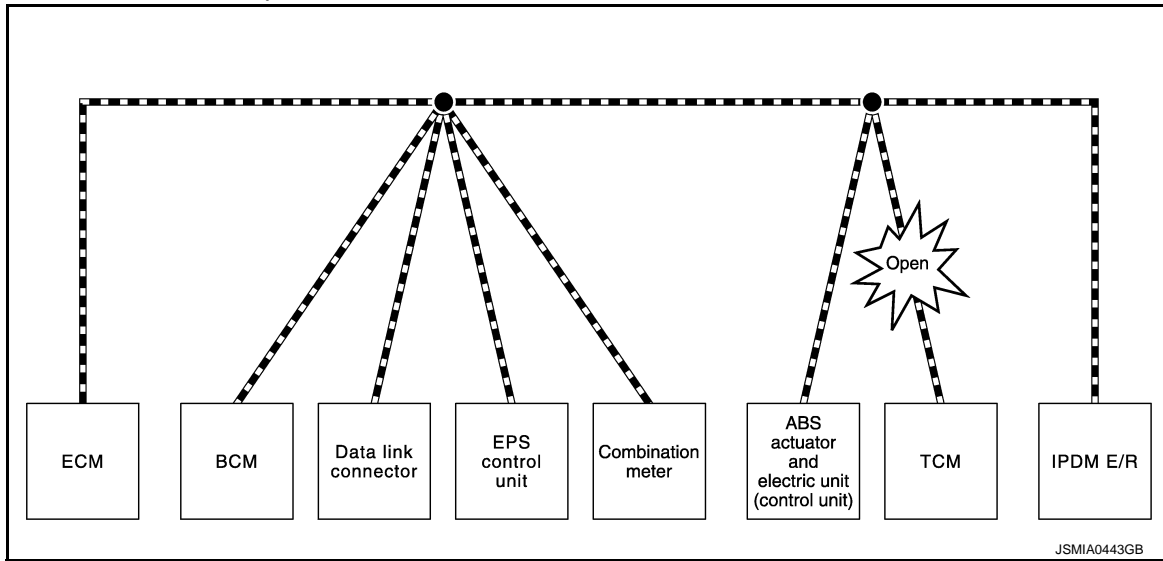 Open
ECM
BCM
Data link
connector
EPS
control
unit
Combination
meter
ABS
actuator
and
electric unit
(control unit)
TCM
IPDM E/R
JSMIA0443GB